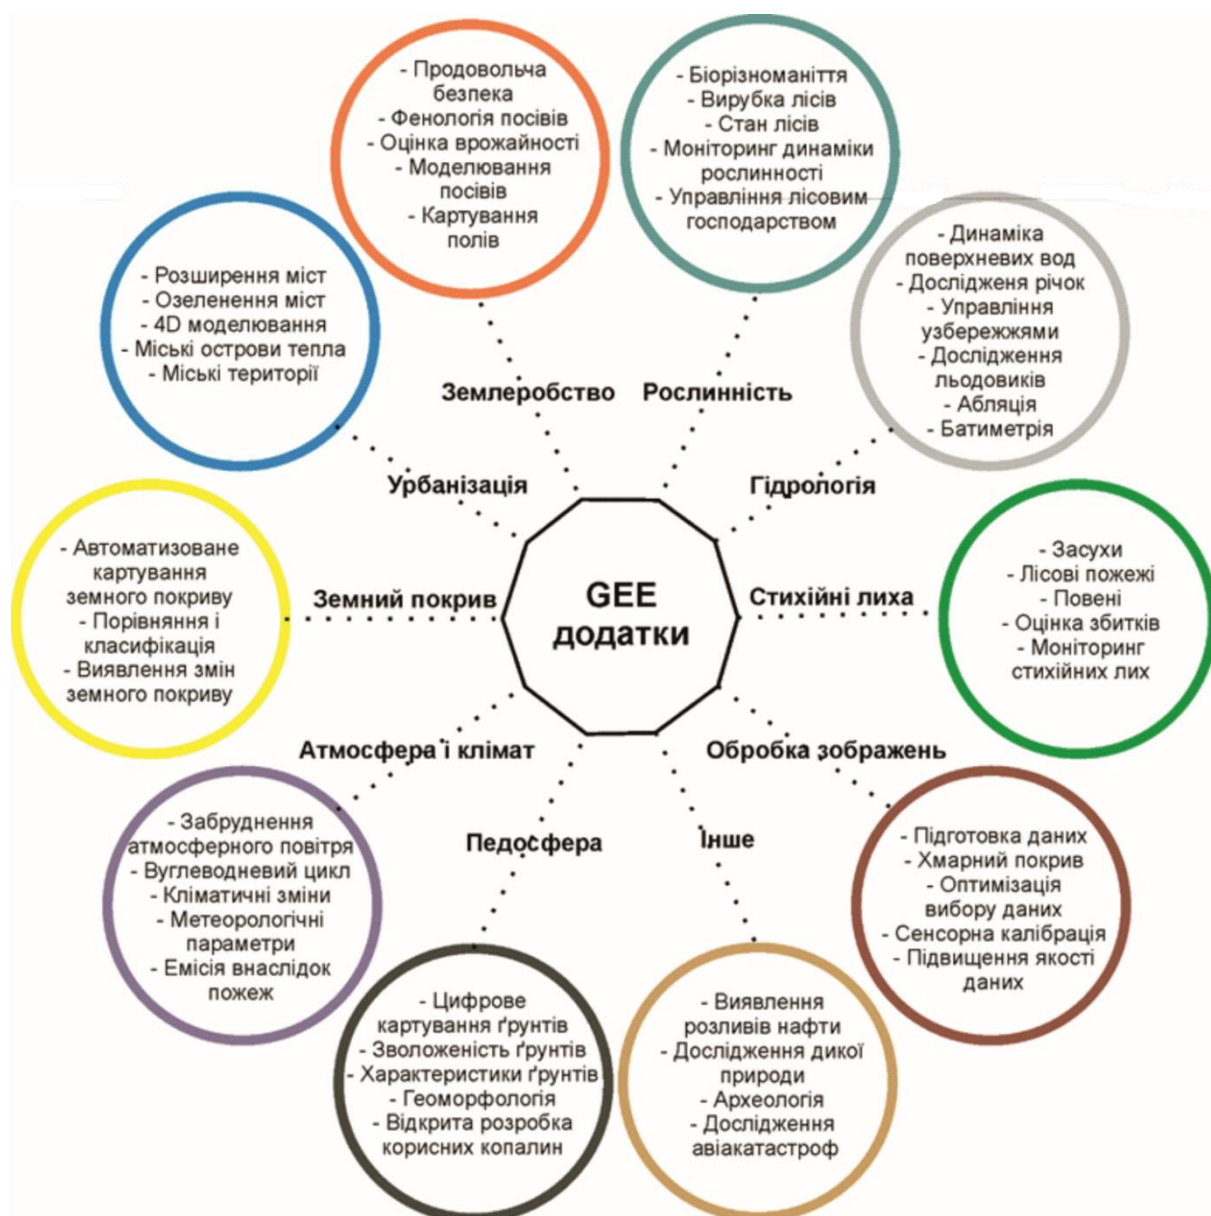 - Продовольча
безпека
- Фенологія посівів
- Оцінка врожайності
- Моделювання
посівів
- Картування
полів
- Біорізноманіття
- Вирубка лісів
- Стан лісів
- Моніторинг динаміки
рослинності
- Управління лісовим
господарством
- Розширення міст
- Озеленення міст
- 4D моделювання
- Міські острови тепла
- Міські території
- Динаміка
поверхневих вод
- Дослідженя річок
- Управління
узбережжями
- Дослідження
льодовиків
- Абляція
- Батиметрія
Землеробство
Рослинність
Урбанізація
Гідрологія
- Автоматизоване
картування
земного покриву
- Порівняння і
класифікація
- Виявлення змін
земного покриву
Земний покрив
GEE
додатки
Стихійні лиха
- Засухи
- Лісові пожежі
- Повені
- Оцінка збитків
- Моніторинг
стихійних лих
Атмосфера і клімат
Обробка зображень
Педосфера
Інше
- Забруднення
атмосферного повітря
- Вуглеводневий цикл
- Кліматичні зміни
- Метеорологічні
параметри
- Емісія внаслідок
пожеж
- Підготовка даних
- Хмарний покрив
- Оптимізація
вибору даних
- Сенсорна калібрація
- Підвищення якості
даних
- Цифрове
картування ґрунтів
- Зволоженість ґрунтів
- Характеристики ґрунтів
- Геоморфологія
- Відкрита розробка
корисних копалин
- Виявлення
розливів нафти
- Дослідження дикої
природи
- Археологія
- Дослідження
авіакатастроф